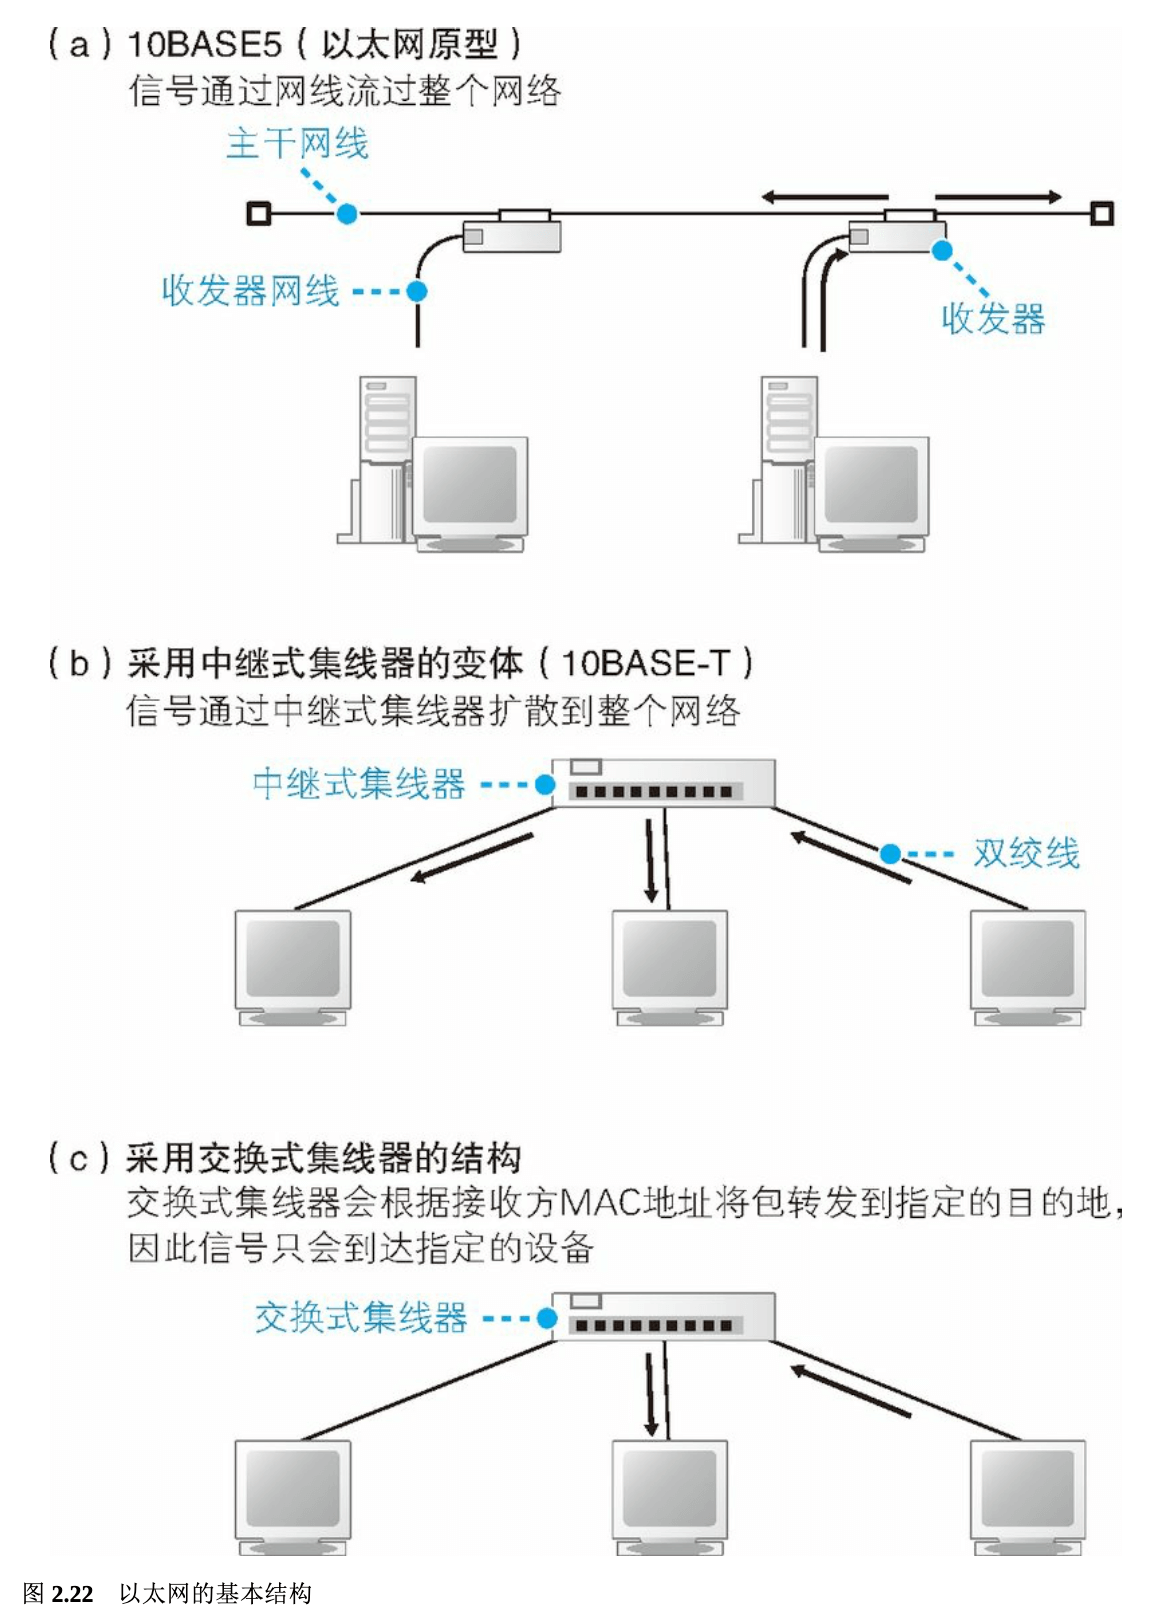 （a）10BASE5（以太网原型）
信号通过网线流过整个网络
主干网线
收发器网线
收发器
（b）采用中继式集线器的变体（10BASE-T）
信号通过中继式集线器扩散到整个网络
中继式集线器
双绞线
（c）采用交换式集线器的结构
交换式集线器会根据接收方MAC地址将包转发到指定的目的地，
因此信号只会到达指定的设备
交换式集线器
图 2.22　以太网的基本结构